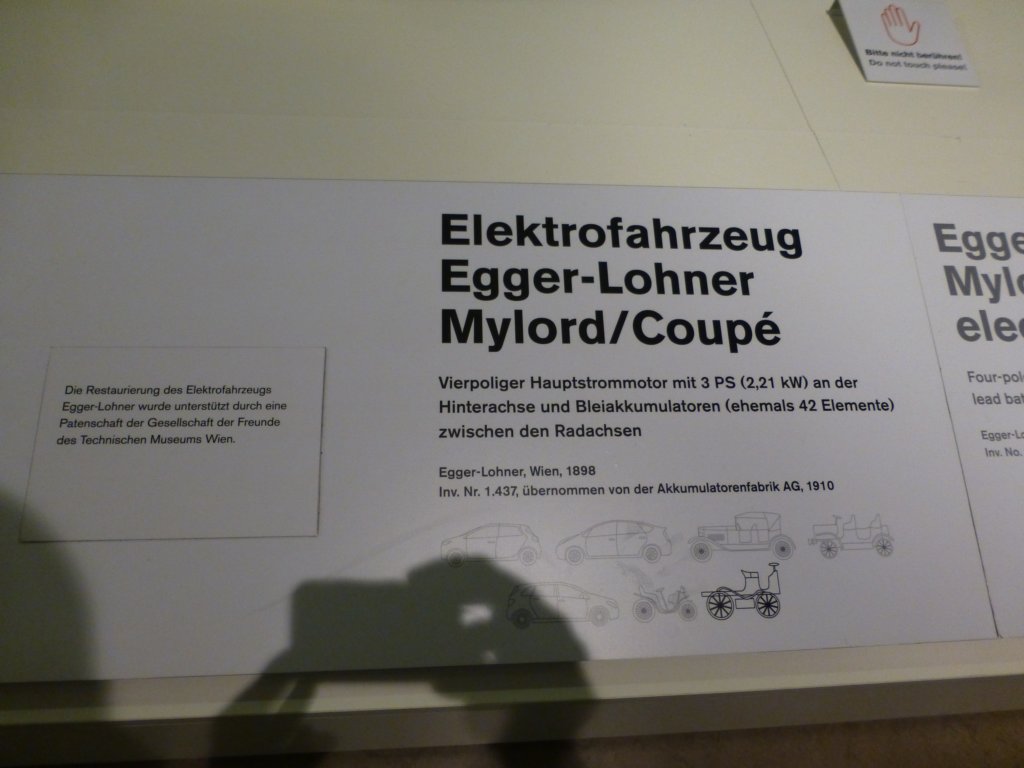 Bitte nicht berühren!
Do not touch please!
Elektrofahrzeug
Egger-Lohner
Mylord/Coupé
Vierpoliger Hauptstrommotor mit 3 PS (2,21 kW) an der
Hinterachse und Bleiakkumulatoren (ehemals 42 Elemente)
zwischen den Radachsen
Egger-Lohner, Wien, 1898
Inv. Nr. 1.437, übernommen von der Akkumulatorenfabrik AG, 1910
Die Restaurierung des Elektrofahrzeugs
Egger-Lohner wurde unterstützt durch eine
Patenschaft der Gesellschaft der Freunde
des Technischen Museums Wien.
Egge
Mylo
elec
Four-pol
lead bat
Egger-Lo
Inv. No.